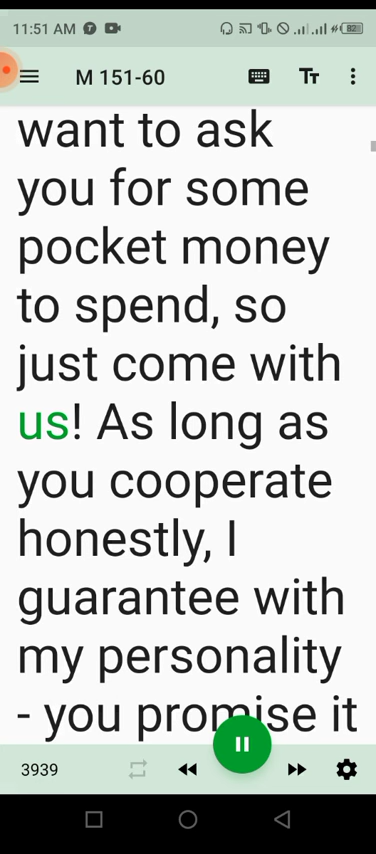 11:51 AM
82
M 151-60
want to ask
you for some
pocket money
to spend, so
just come with
us! As long as
you cooperate
honestly, I
guarantee with
my personality
- you promise it
3939